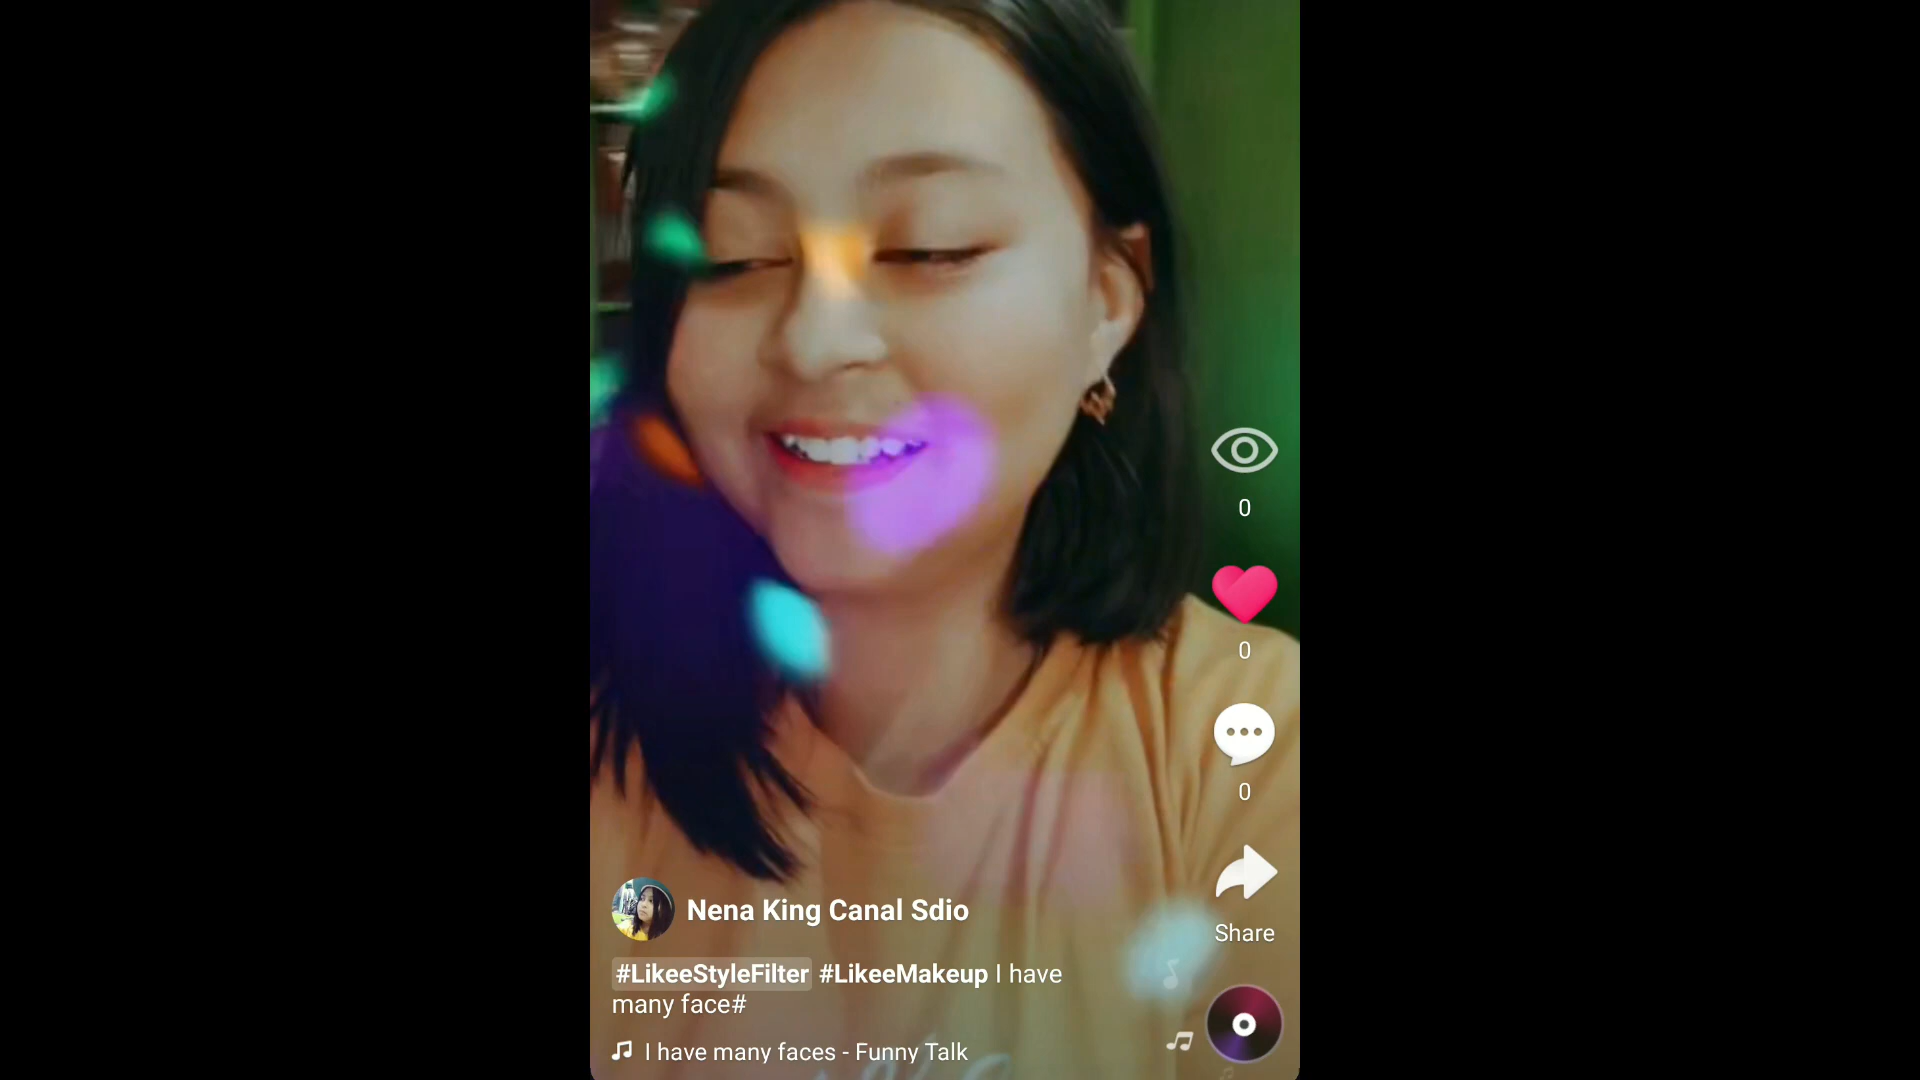 0
0
0
Share
Nena King Canal Sdio
#LikeeStyleFilter #LikeeMakeup I have
many face#
I have many faces - Funny Talk